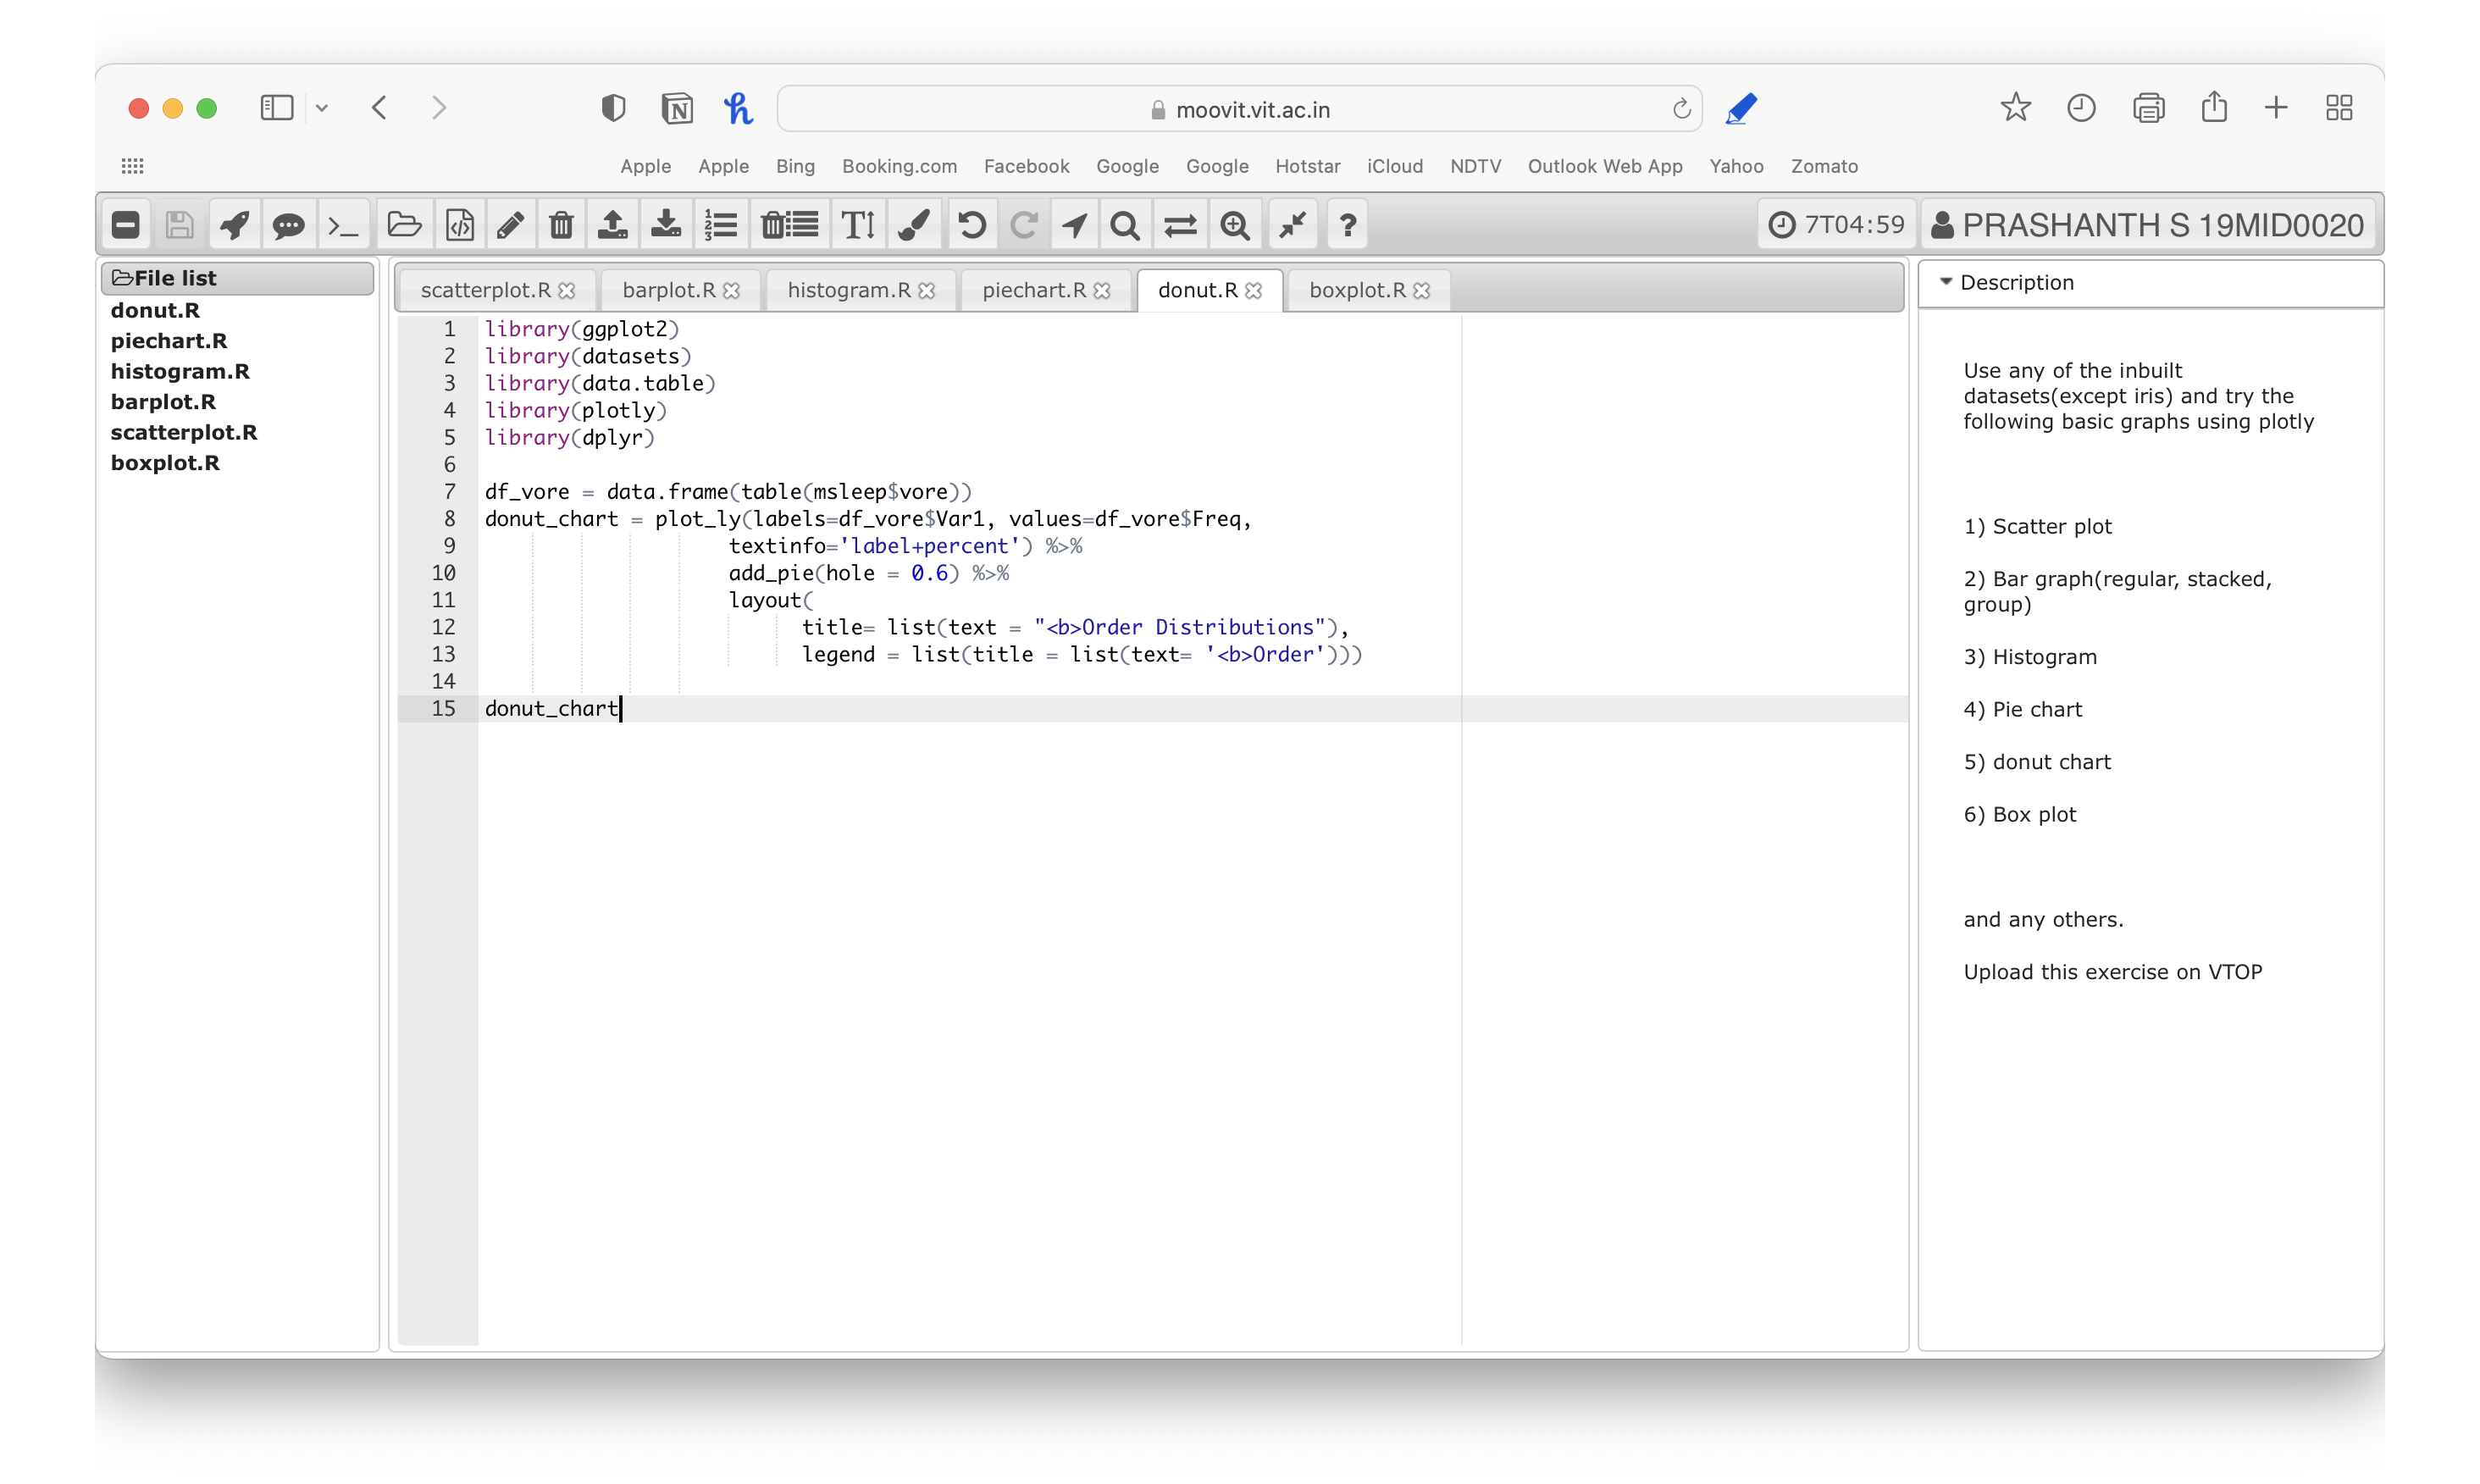 moovit.vit.ac.in
Apple Apple Bing Booking.com Facebook Google Google Hotstar iCloud NDTV Outlook Web App Yahoo Zomato
7T04:59 PRASHANTH S 19MID0020
File list
donut.R
piechart.R
histogram.R
barplot.R
scatterplot.R
boxplot.R
scatterplot.R barplot.R histogram.R piechart.R donut.R boxplot.R
1 library(ggplot2)
2 library(datasets)
3 library(data.table)
4 library(plotly)
5 library(dplyr)
6
7 df_vore = data.frame(table(msleep$vore))
8 donut_chart = plot_ly(labels=df_vore$Var1, values=df_vore$Freq,
9 textinfo='label+percent') %>%
10 add_pie(hole = 0.6) %>%
11 layout(
12 title= list(text = "<b>Order Distributions"),
13 legend = list(title = list(text= '<b>Order')))
14
15 donut_chart
Description
Use any of the inbuilt
datasets(except iris) and try the
following basic graphs using plotly
1) Scatter plot
2) Bar graph(regular, stacked,
group)
3) Histogram
4) Pie chart
5) donut chart
6) Box plot
and any others.
Upload this exercise on VTOP